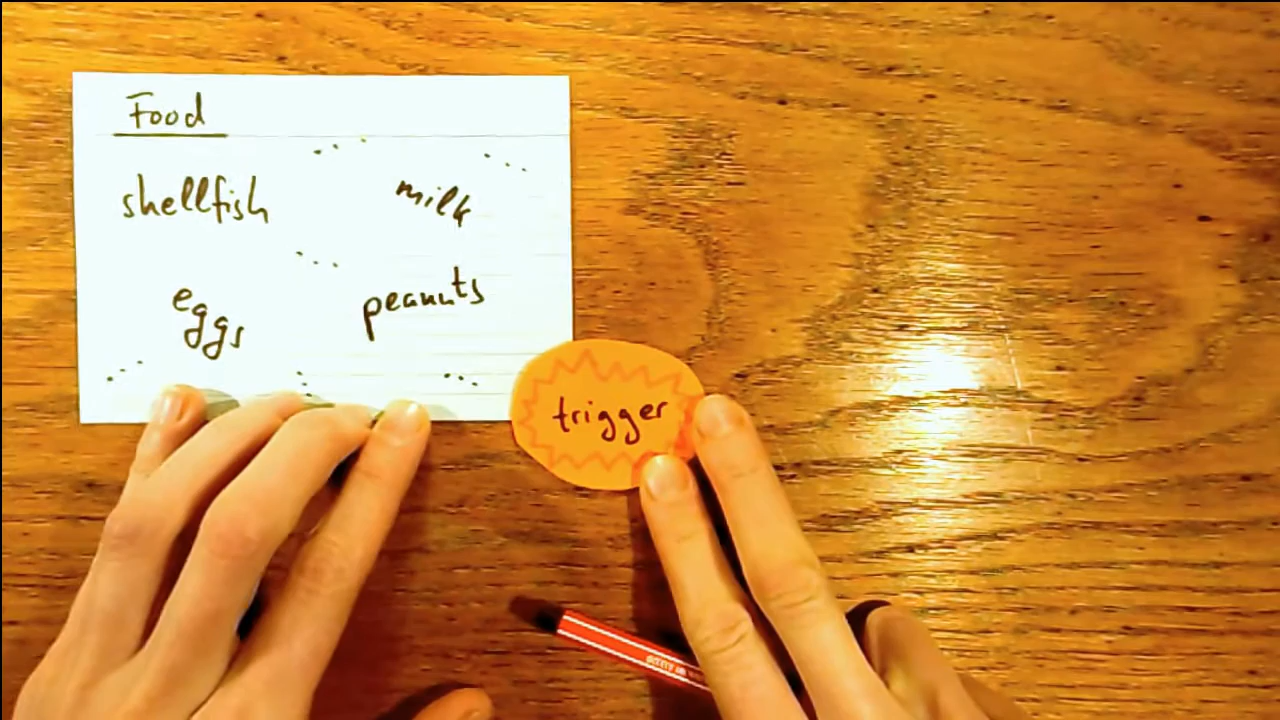 Food
shellfish
milk
eggs
peanuts
trigger